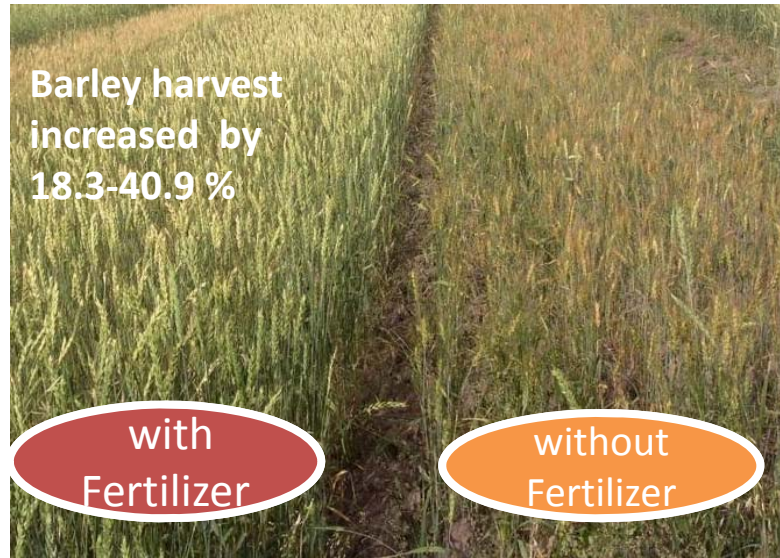 Barley harvest
increased by
18.3-40.9 %
with
Fertilizer
without
Fertilizer